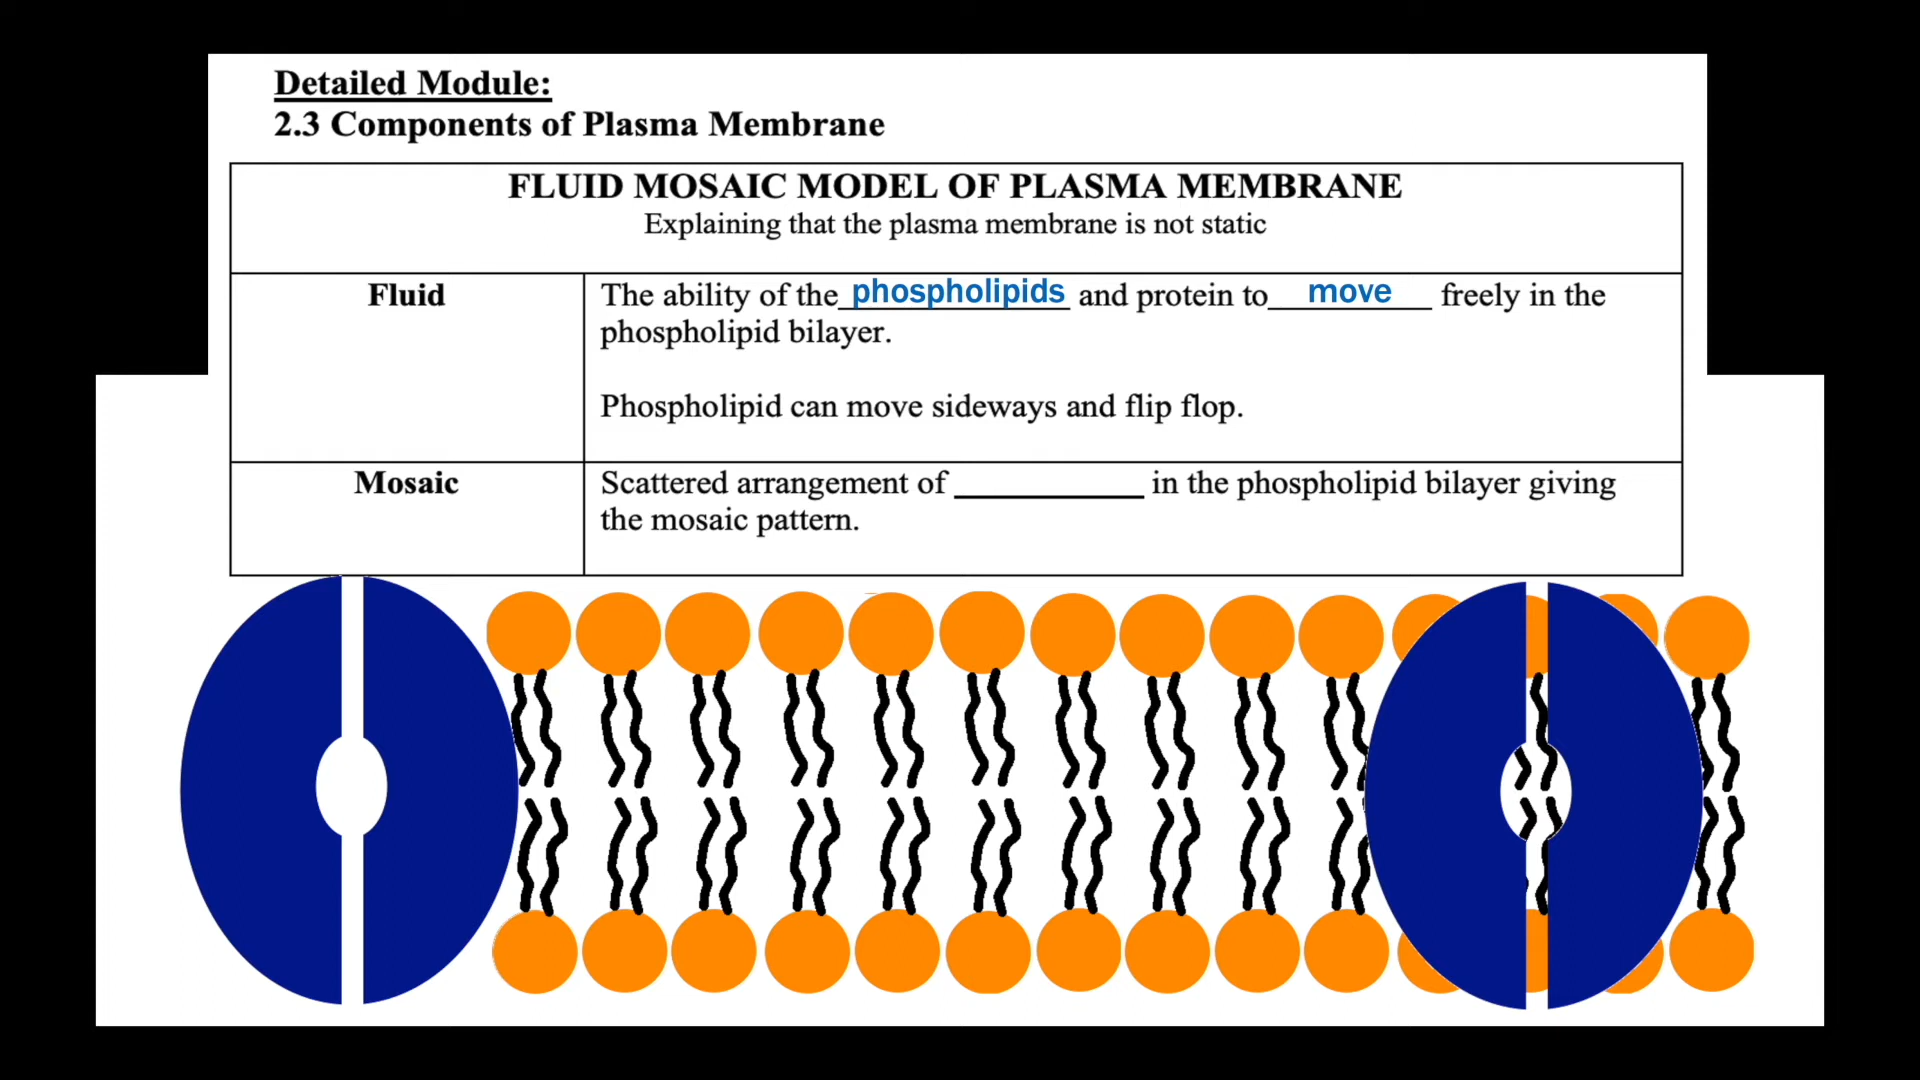 Detailed Module:
2.3 Components of Plasma Membrane
FLUID MOSAIC MODEL OF PLASMA MEMBRANE
Explaining that the plasma membrane is not static
Fluid
The ability of the phospholipids and protein to move freely in the
phospholipid bilayer.
Phospholipid can move sideways and flip flop.
Mosaic
Scattered arrangement of ____________ in the phospholipid bilayer giving
the mosaic pattern.